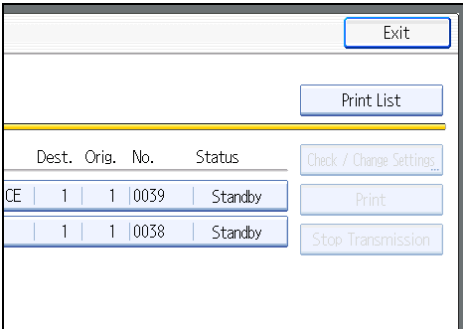 Exit
Print List
Dest. Orig. No. Status
Check / Change Settings
CE 1 1 0039 Standby
Print
1 1 0038 Standby
Stop Transmission